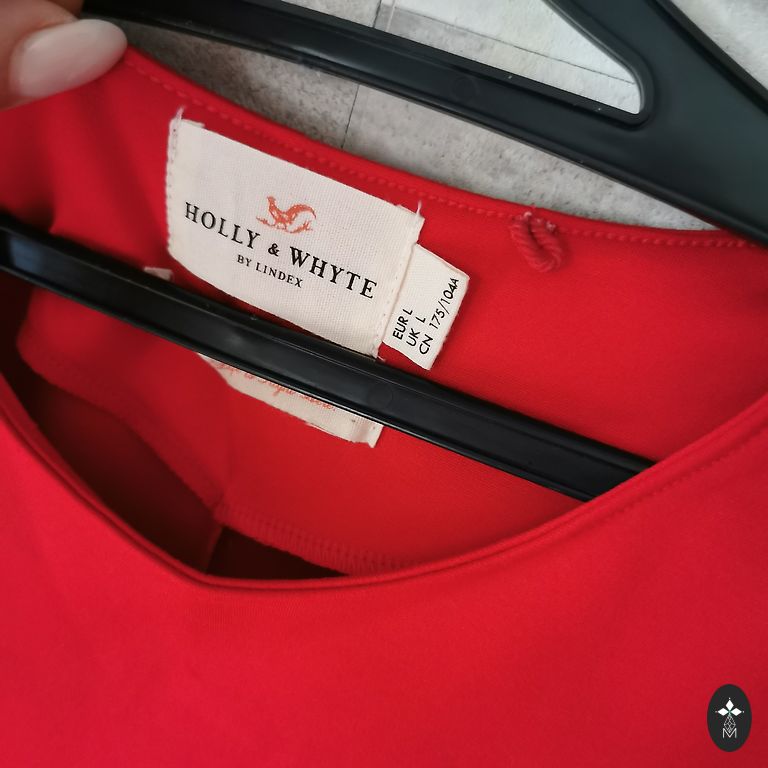 HOLLY & WHYTE
BY LINDEX
EUR L
UK L
CN 175/104A
M